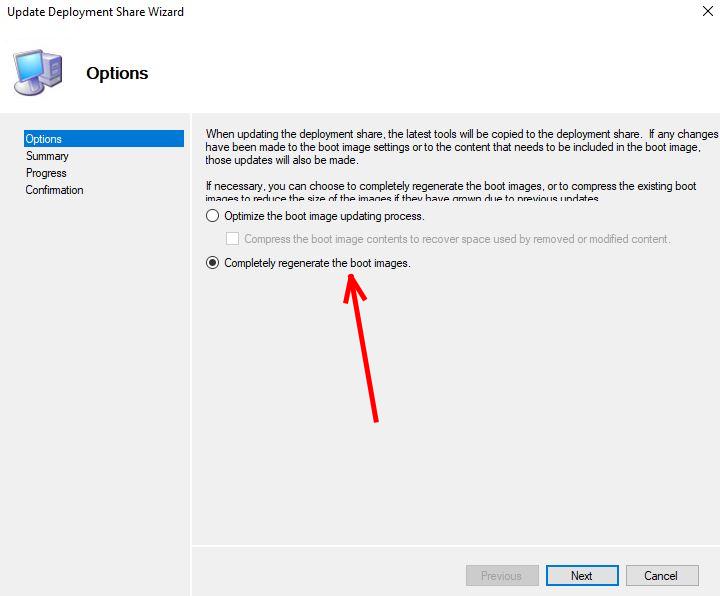 Update Deployment Share Wizard
Options
Options
Summary
Progress
Confirmation
When updating the deployment share, the latest tools will be copied to the deployment share.  If any changes
have been made to the boot image settings or to the content that needs to be included in the boot image,
those updates will also be made.
If necessary, you can choose to completely regenerate the boot images, or to compress the existing boot
images to reduce the size of the images if they have grown due to previous updates.
Optimize the boot image updating process.
Compress the boot image contents to recover space used by removed or modified content.
Completely regenerate the boot images.
Previous
Next
Cancel